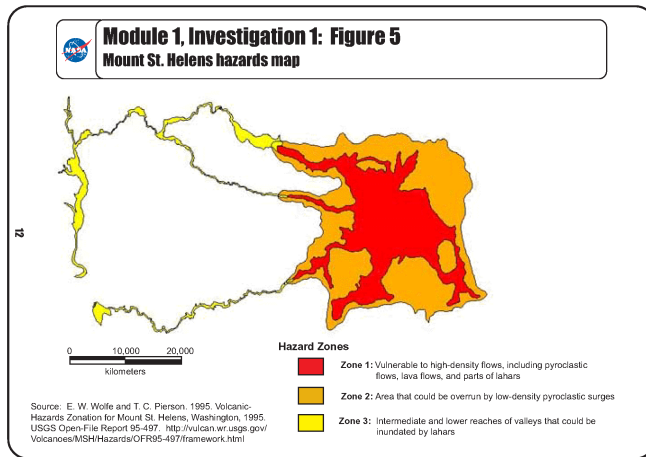 NASA
Module 1, Investigation 1: Figure 5
Mount St. Helens hazards map
12
0 10,000 20,000
kilometers
Hazard Zones
Zone 1: Vulnerable to high-density flows, including pyroclastic
flows, lava flows, and parts of lahars
Zone 2: Area that could be overrun by low-density pyroclastic surges
Zone 3: Intermediate and lower reaches of valleys that could be
inundated by lahars
Source: E. W. Wolfe and T. C. Pierson. 1995. Volcanic-
Hazards Zonation for Mount St. Helens, Washington, 1995.
USGS Open-File Report 95-497. http://vulcan.wr.usgs.gov/
Volcanoes/MSH/Hazards/OFR95-497/framework.html